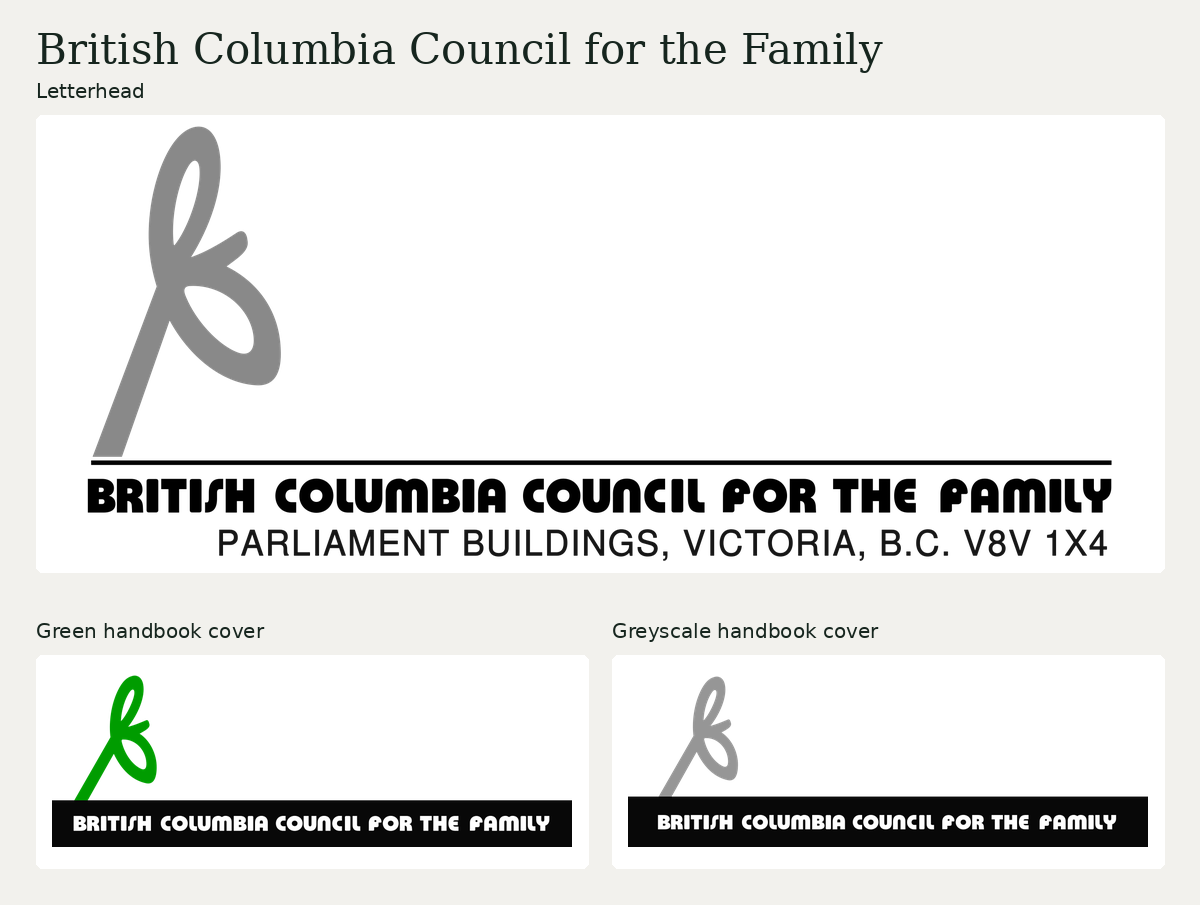 British Columbia Council for the Family
Letterhead
BRITISH COLUMBIA COUNCIL FOR THE FAMILY
PARLIAMENT BUILDINGS, VICTORIA, B.C. V8V 1X4
Green handbook cover
Greyscale handbook cover
BRITISH COLUMBIA COUNCIL FOR THE FAMILY
BRITISH COLUMBIA COUNCIL FOR THE FAMILY